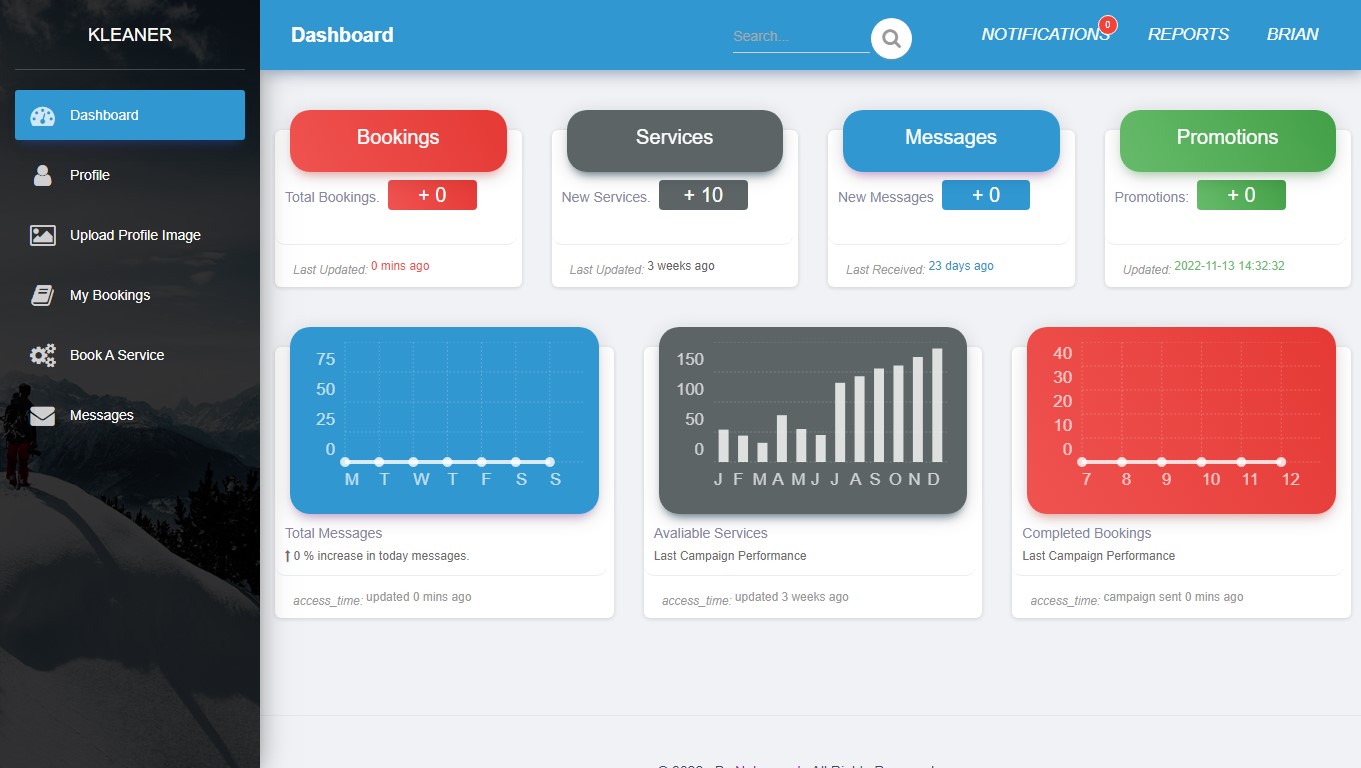 KLEANER
Dashboard
Profile
Upload Profile Image
My Bookings
Book A Service
Messages
Dashboard
Search...
NOTIFICATIONS 0
REPORTS
BRIAN
Bookings
Total Bookings. + 0
Last Updated: 0 mins ago
Services
New Services. + 10
Last Updated: 3 weeks ago
Messages
New Messages + 0
Last Received: 23 days ago
Promotions
Promotions: + 0
Updated: 2022-11-13 14:32:32
75
50
25
0
M T W T F S S
Total Messages
0 % increase in today messages.
access_time: updated 0 mins ago
150
100
50
0
J F M A M J J A S O N D
Avaliable Services
Last Campaign Performance
access_time: updated 3 weeks ago
40
30
20
10
0
7 8 9 10 11 12
Completed Bookings
Last Campaign Performance
access_time: campaign sent 0 mins ago